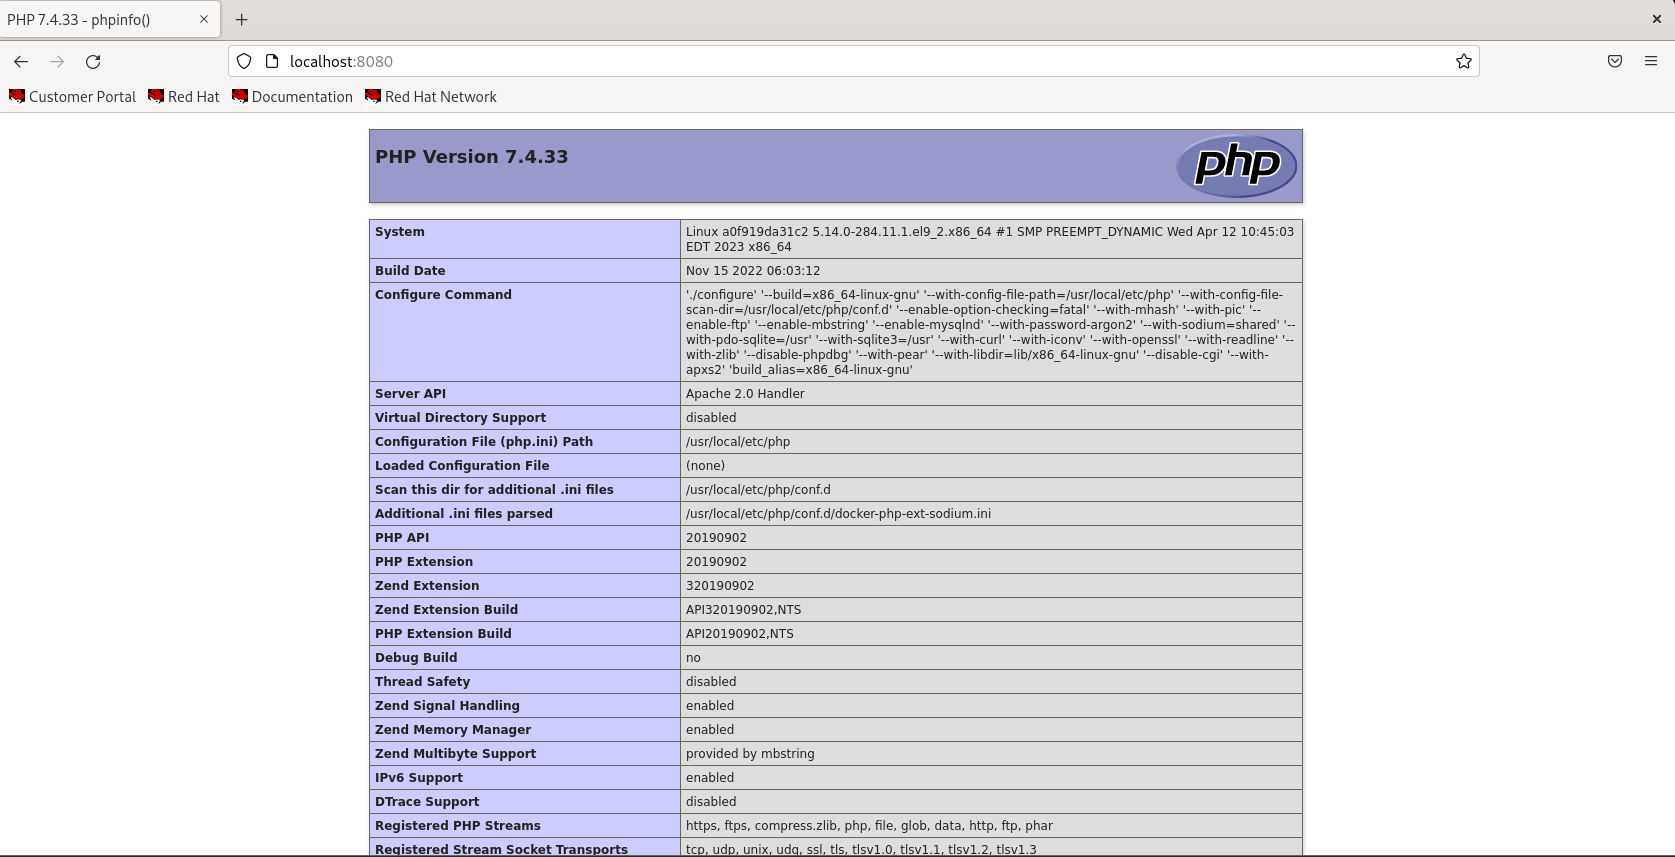 PHP 7.4.33 - phpinfo()
localhost:8080
Customer Portal Red Hat Documentation Red Hat Network
PHP Version 7.4.33
php
System Linux a0f919da31c2 5.14.0-284.11.1.el9_2.x86_64 #1 SMP PREEMPT_DYNAMIC Wed Apr 12 10:45:03
EDT 2023 x86_64
Build Date Nov 15 2022 06:03:12
Configure Command './configure' '--build=x86_64-linux-gnu' '--with-config-file-path=/usr/local/etc/php' '--with-config-file-
scan-dir=/usr/local/etc/php/conf.d' '--enable-option-checking=fatal' '--with-mhash' '--with-pic' '--
enable-ftp' '--enable-mbstring' '--enable-mysqlnd' '--with-password-argon2' '--with-sodium=shared' '--
with-pdo-sqlite=/usr' '--with-sqlite3=/usr' '--with-curl' '--with-iconv' '--with-openssl' '--with-readline' '--
with-zlib' '--disable-phpdbg' '--with-pear' '--with-libdir=lib/x86_64-linux-gnu' '--disable-cgi' '--with-
apxs2' 'build_alias=x86_64-linux-gnu'
Server API Apache 2.0 Handler
Virtual Directory Support disabled
Configuration File (php.ini) Path /usr/local/etc/php
Loaded Configuration File (none)
Scan this dir for additional .ini files /usr/local/etc/php/conf.d
Additional .ini files parsed /usr/local/etc/php/conf.d/docker-php-ext-sodium.ini
PHP API 20190902
PHP Extension 20190902
Zend Extension 320190902
Zend Extension Build API320190902,NTS
PHP Extension Build API20190902,NTS
Debug Build no
Thread Safety disabled
Zend Signal Handling enabled
Zend Memory Manager enabled
Zend Multibyte Support provided by mbstring
IPv6 Support enabled
DTrace Support disabled
Registered PHP Streams https, ftps, compress.zlib, php, file, glob, data, http, ftp, phar
Registered Stream Socket Transports tcp, udp, unix, udg, ssl, tls, tlsv1.0, tlsv1.1, tlsv1.2, tlsv1.3